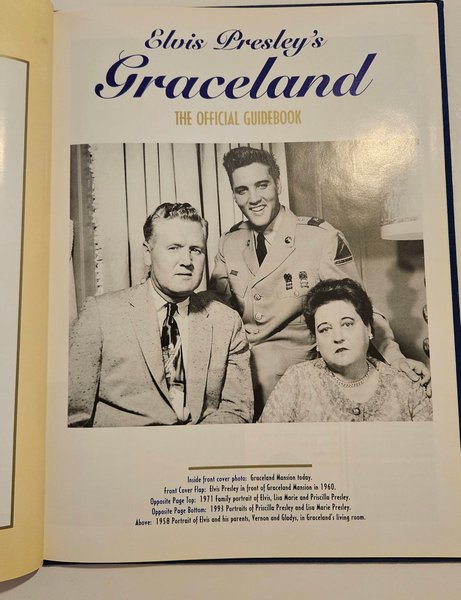 Elvis Presley's
Graceland
THE OFFICIAL GUIDEBOOK
Inside front cover photo: Graceland Mansion today.
Front Cover Flap: Elvis Presley in front of Graceland Mansion in 1960.
Opposite Page Top: 1971 Family portrait of Elvis, Lisa Marie and Priscilla Presley.
Opposite Page Bottom: 1993 Portraits of Priscilla Presley and Lisa Marie Presley.
Above: 1958 Portrait of Elvis and his parents, Vernon and Gladys, in Graceland's living room.